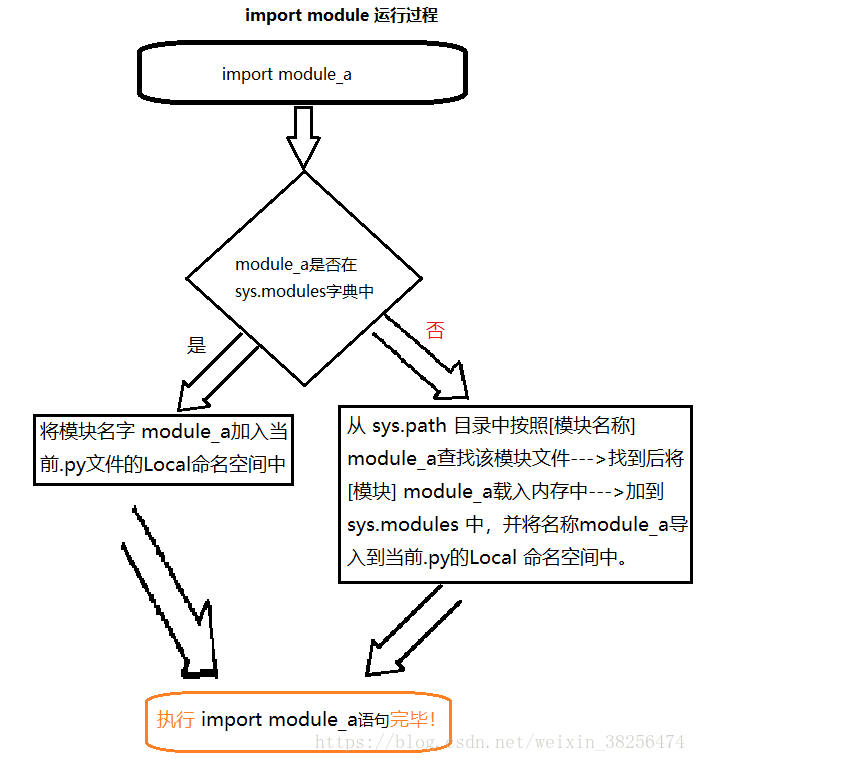 import module 运行过程
import module_a
module_a是否在
sys.modules字典中
是
否
将模块名字 module_a加入当
前.py文件的Local命名空间中
从 sys.path 目录中按照[模块名称]
module_a查找该模块文件--->找到后将
[模块] module_a载入内存中--->加到
sys.modules 中，并将名称module_a导
入到当前.py的Local 命名空间中。
执行 import module_a语句完毕!
https://blog.csdn.net/weixin_38256474